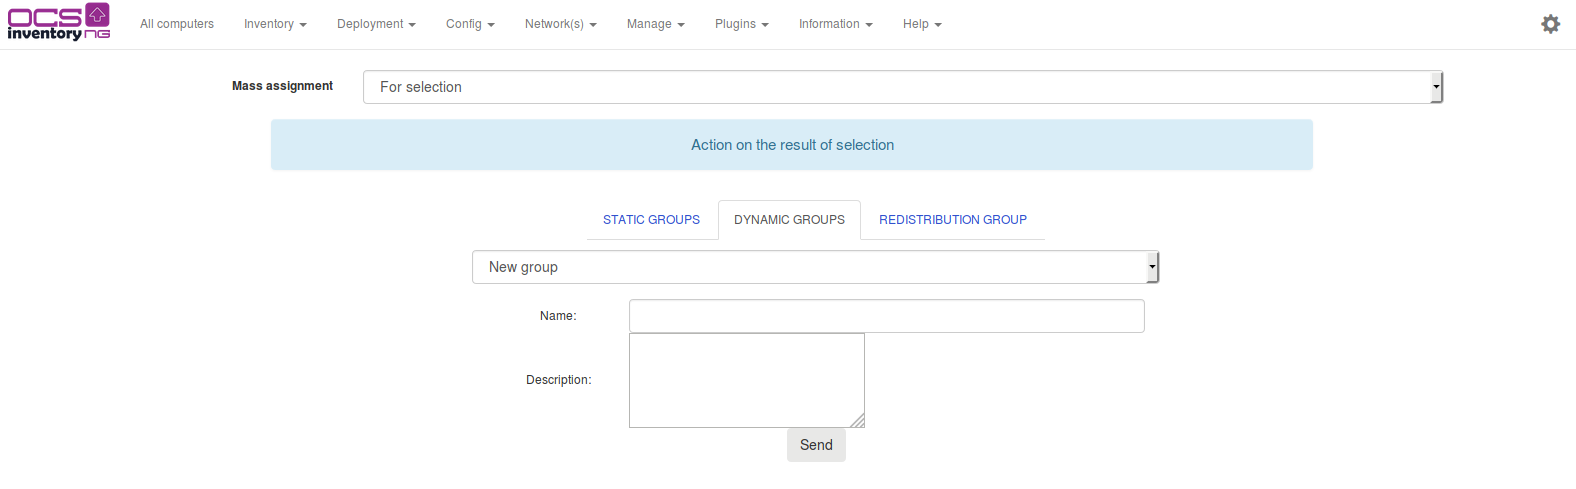 OCS
inventory NG
All computers Inventory Deployment Config Network(s) Manage Plugins Information Help
Mass assignment For selection
Action on the result of selection
STATIC GROUPS DYNAMIC GROUPS REDISTRIBUTION GROUP
New group
Name:
Description:
Send